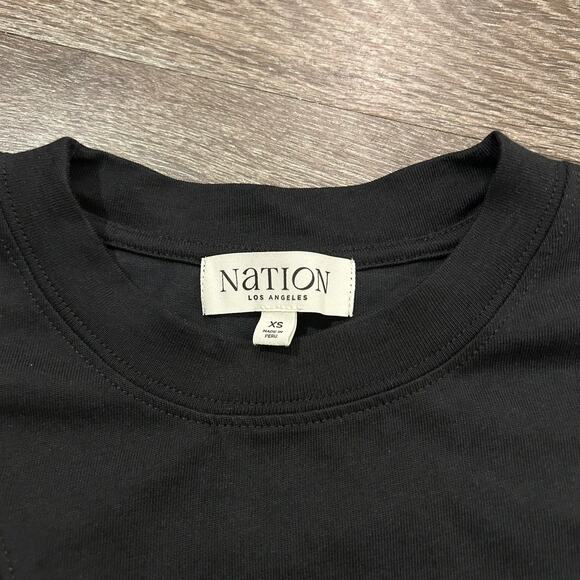 NaTION
LOS ANGELES
XS
MADE IN
PERU